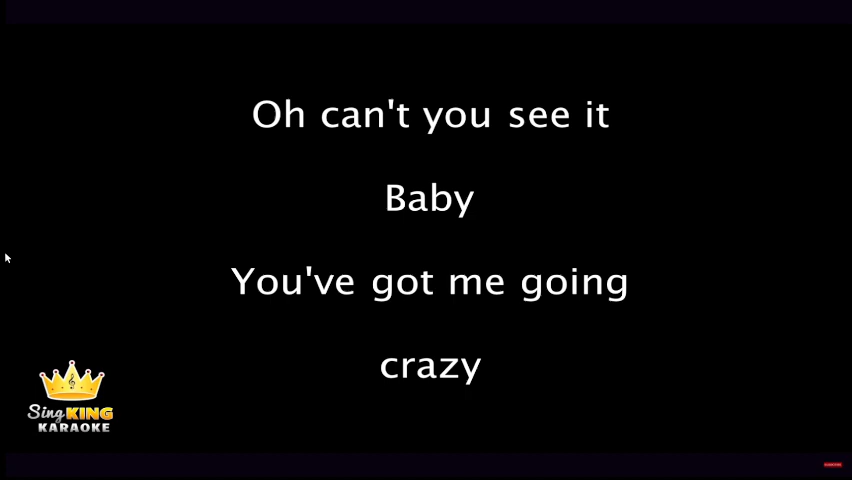 Oh can't you see it
Baby
You've got me going
crazy
Sing KING
KARAOKE